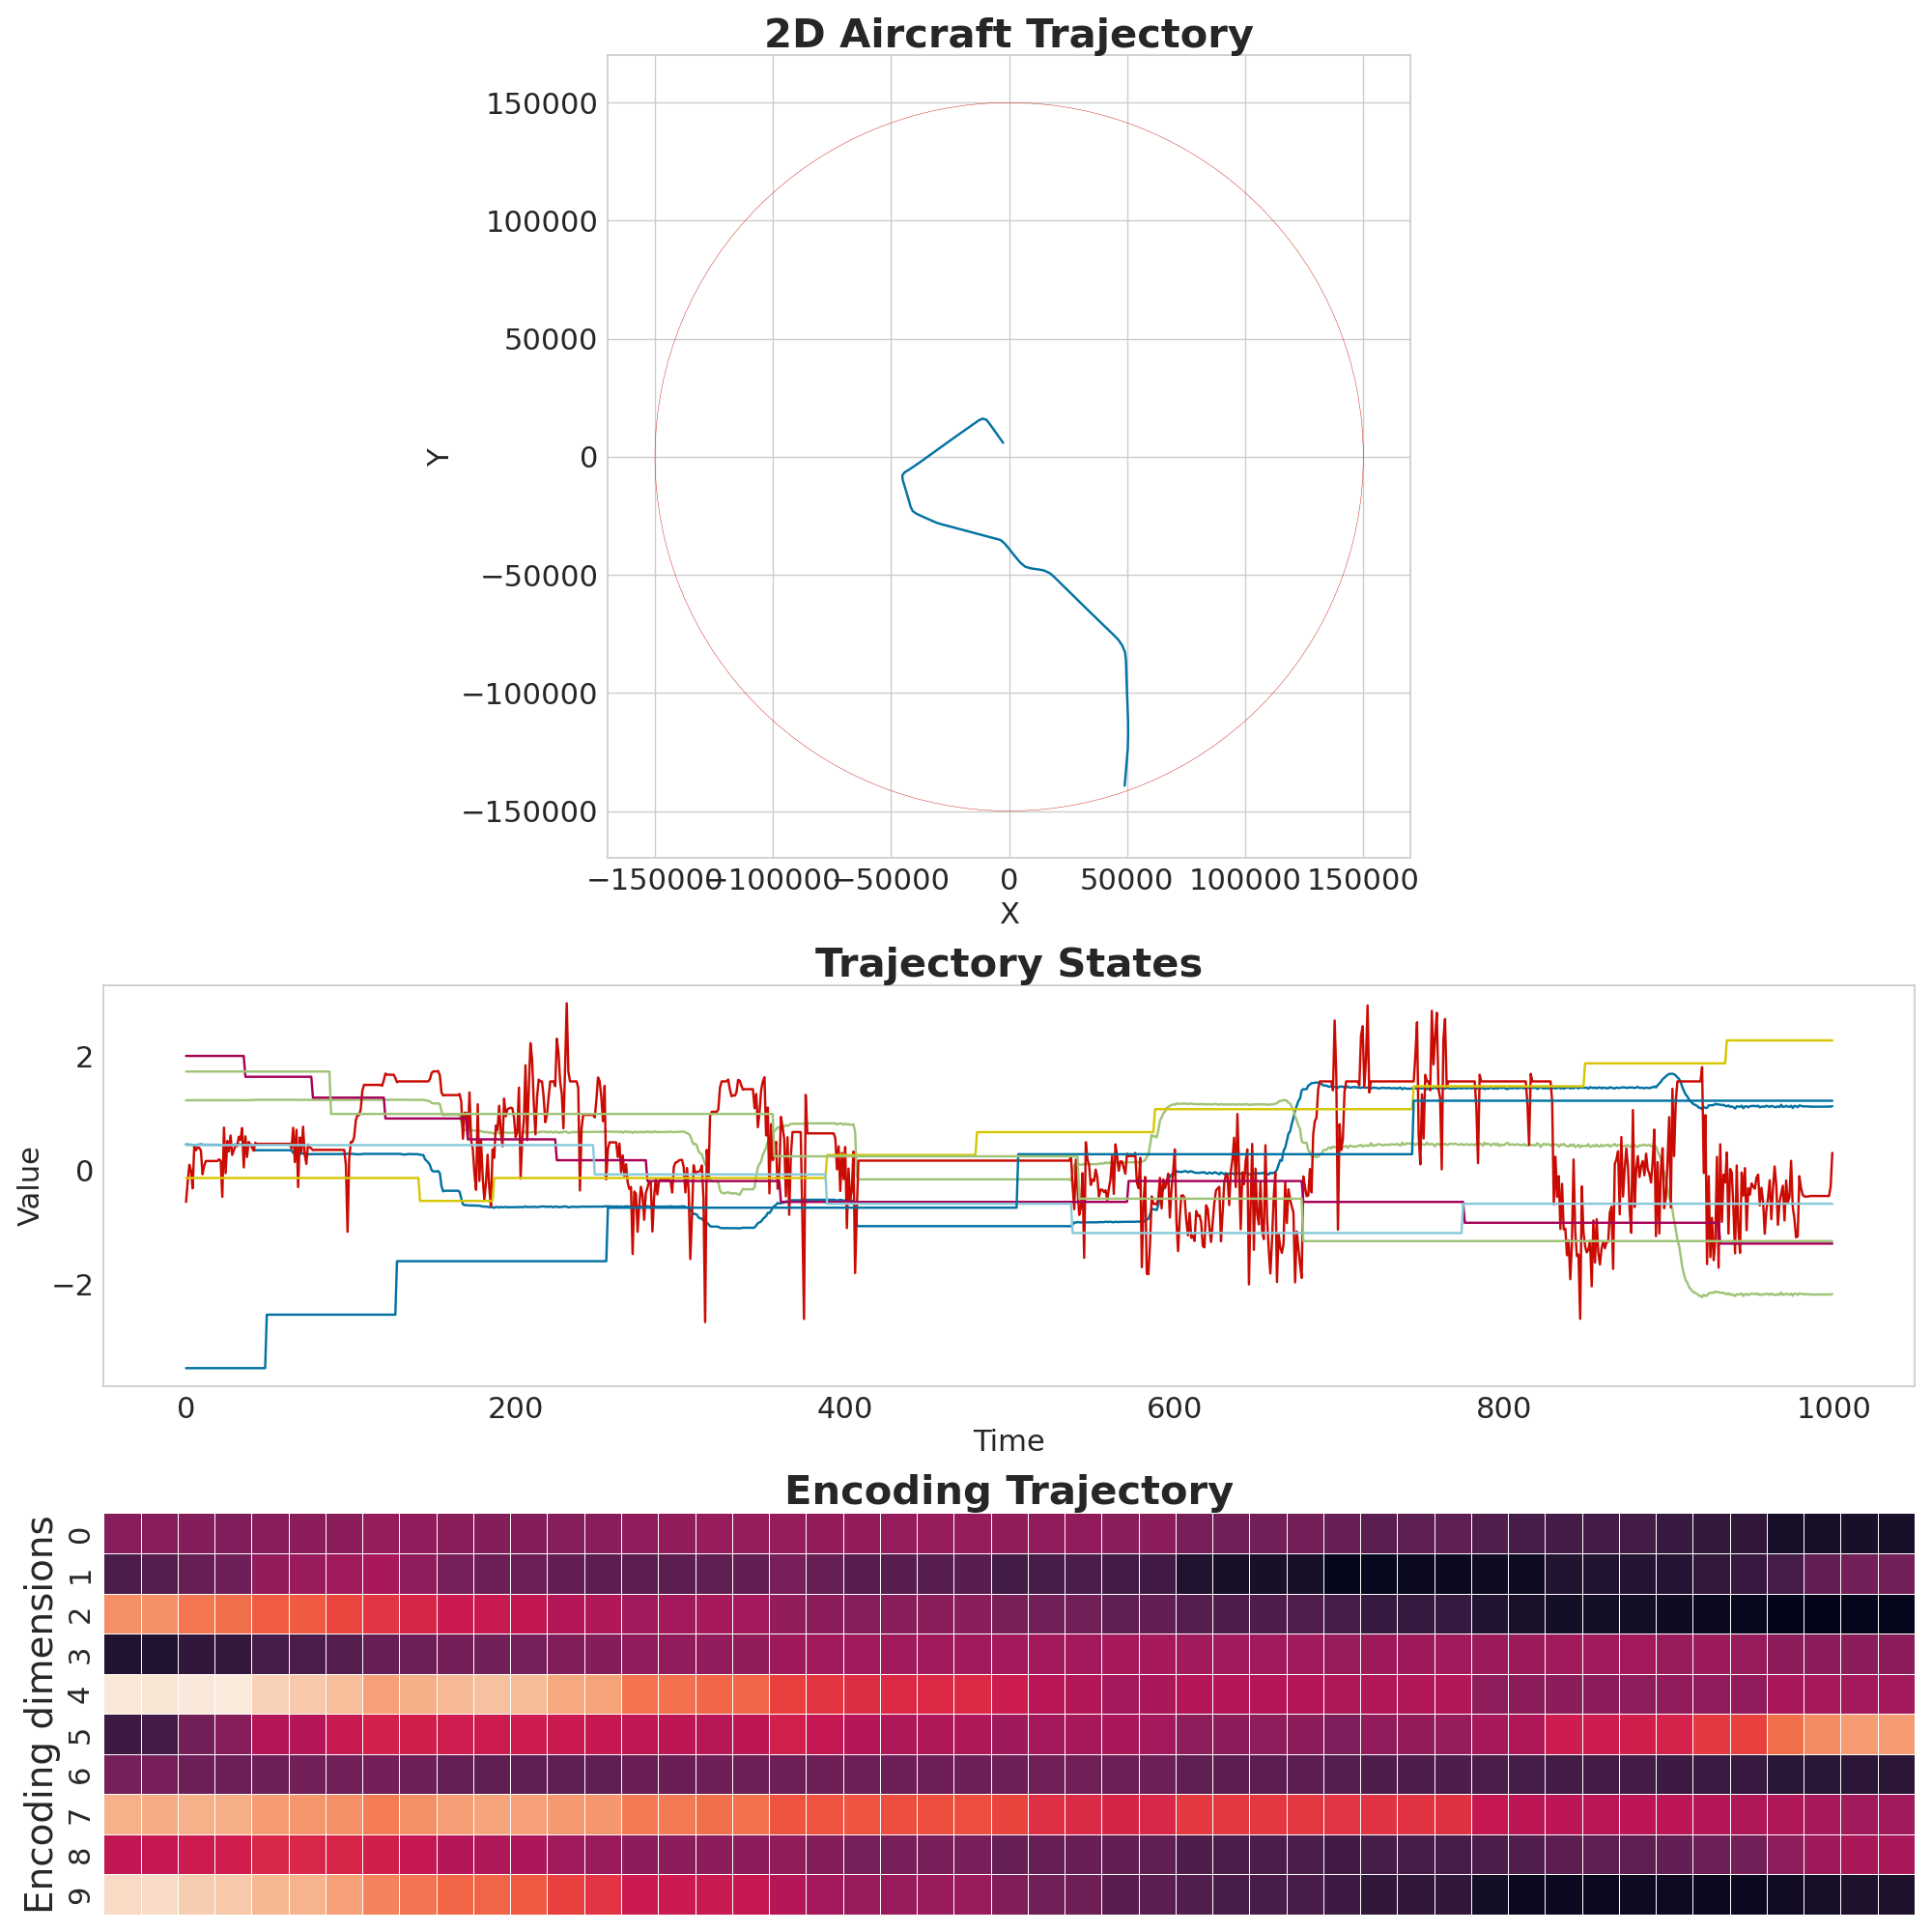 2D Aircraft Trajectory
150000
100000
50000
0
−50000
−100000
−150000
Y
−150000 −100000 −50000 0 50000 100000 150000
X
Trajectory States
2
0
−2
Value
0 200 400 600 800 1000
Time
Encoding Trajectory
Encoding dimensions
0
1
2
3
4
5
6
7
8
9